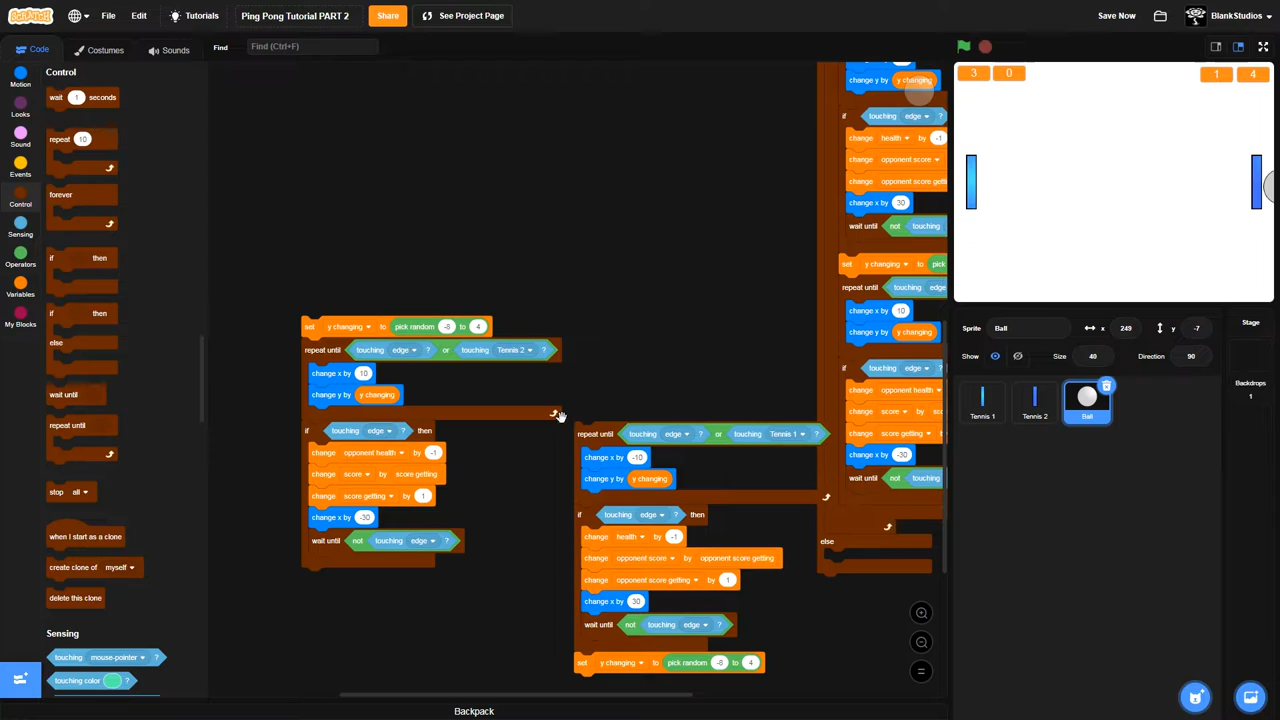 SCRATCH File Edit Tutorials Ping Pong Tutorial PART 2 Share See Project Page Save Now BlankStudios
Code Costumes Sounds Find Find (Ctrl+F)
Motion
Looks
Sound
Events
Control
Sensing
Operators
Variables
My Blocks
Control
wait 1 seconds
repeat 10
forever
if then
if then
else
wait until
repeat until
stop all
when I start as a clone
create clone of myself
delete this clone
Sensing
touching mouse-pointer ?
touching color ?
set y changing to pick random -8 to 4
repeat until touching edge ? or touching Tennis 2 ?
change x by 10
change y by y changing
if touching edge ? then
change opponent health by -1
change score by score getting
change score getting by 1
change x by -30
wait until not touching edge ?
repeat until touching edge ? or touching Tennis 1 ?
change x by -10
change y by y changing
if touching edge ? then
change health by -1
change opponent score by opponent score getting
change opponent score getting by 1
change x by 30
wait until not touching edge ?
set y changing to pick random -8 to 4
change y by y changing
if touching edge ?
change health by -1
change opponent score
change opponent score getti
change x by 30
wait until not touching
set y changing to pick
repeat until touching edge
change x by 10
change y by y changing
if touching edge ?
change opponent health
change score by sco
change score getting
change x by -30
wait until not touching
else
3 0 1 4
Sprite Ball x 249 y -7
Show Size 40 Direction 90
Tennis 1 Tennis 2 Ball
Stage
Backdrops
1
Backpack